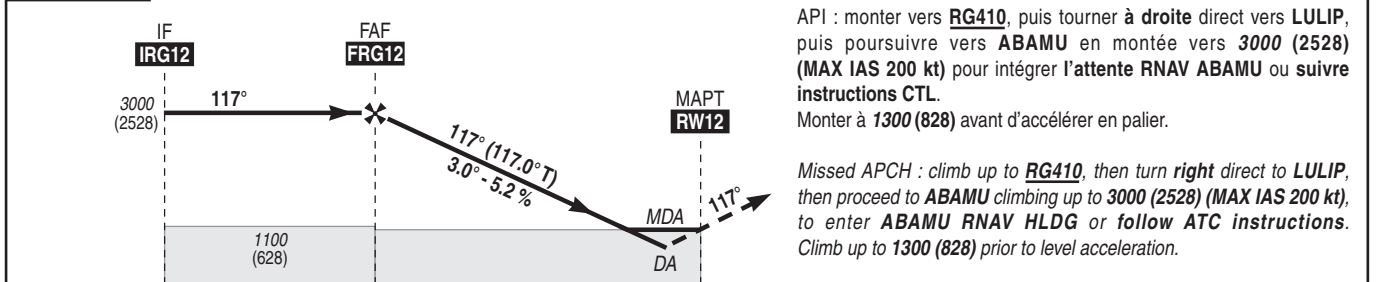 IF
IRG12
FAF
FRG12
3000
(2528)
117°
117° (117.0°T)
3.0° - 5.2 %
MAPT
RW12
117°
MDA
DA
1100
(628)
API : monter vers RG410, puis tourner à droite direct vers LULIP,
puis poursuivre vers ABAMU en montée vers 3000 (2528)
(MAX IAS 200 kt) pour intégrer l'attente RNAV ABAMU ou suivre
instructions CTL.
Monter à 1300 (828) avant d'accélérer en palier.
Missed APCH : climb up to RG410, then turn right direct to LULIP,
then proceed to ABAMU climbing up to 3000 (2528) (MAX IAS 200 kt),
to enter ABAMU RNAV HLDG or follow ATC instructions.
Climb up to 1300 (828) prior to level acceleration.